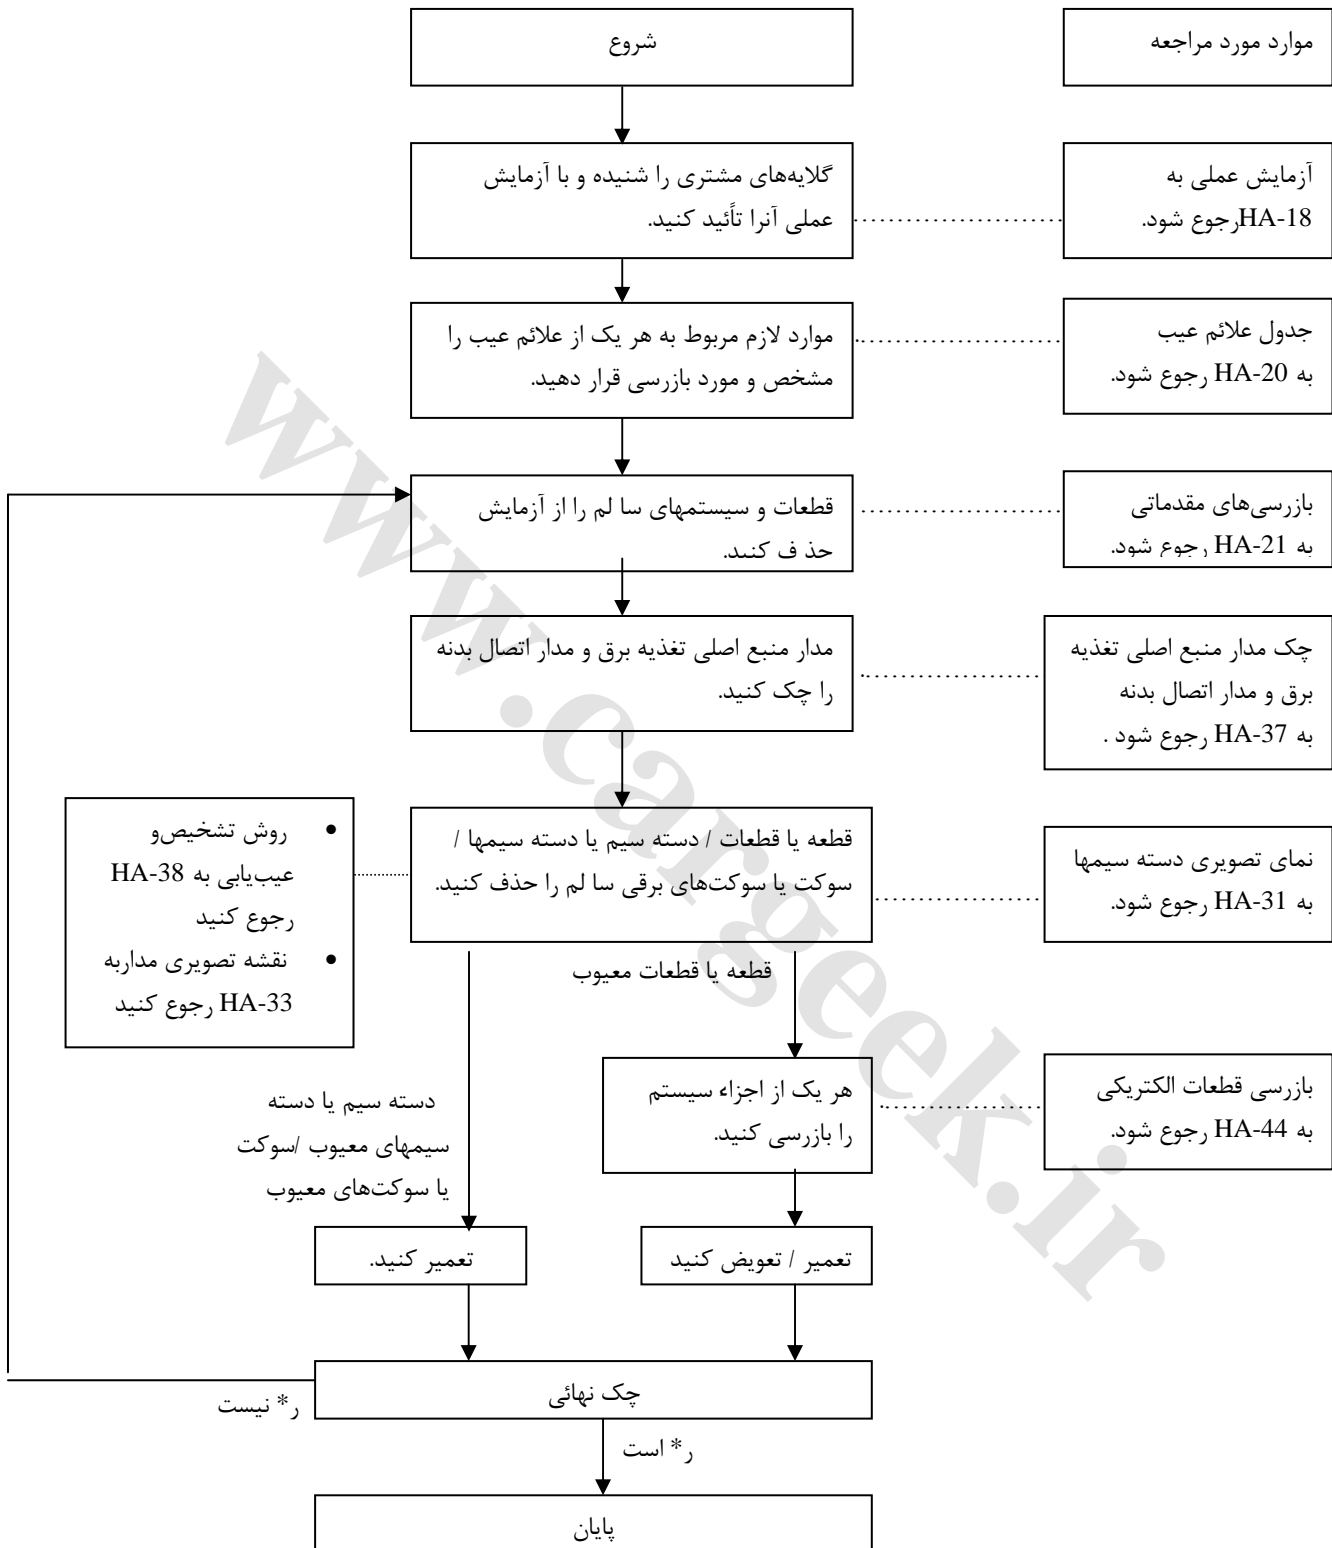 شروع
موارد مورد مراجعه
گلایه‌های مشتری را شنیده و با آزمایش
عملی آنرا تأئید کنید.
آزمایش عملی به
HA-18رجوع شود.
موارد لازم مربوط به هر یک از علائم عیب را
مشخص و مورد بازرسی قرار دهید.
جدول علائم عیب
به HA-20 رجوع شود.
قطعات و سیستمهای سا لم را از آزمایش
حذ ف کنید.
بازرسی‌های مقدماتی
به HA-21 رجوع شود.
مدار منبع اصلی تغذیه برق و مدار اتصال بدنه
را چک کنید.
چک مدار منبع اصلی تغذیه
برق و مدار اتصال بدنه
به HA-37 رجوع شود .
قطعه یا قطعات / دسته سیم یا دسته سیمها /
سوکت یا سوکت‌های برقی سا لم را حذف کنید.
نمای تصویری دسته سیمها
به HA-31 رجوع شود.
• روش تشخیص‌و
عیب‌یابی به HA-38
رجوع کنید
• نقشه تصویری مداربه
HA-33 رجوع کنید
قطعه یا قطعات معیوب
هر یک از اجزاء سیستم
را بازرسی کنید.
بازرسی قطعات الکتریکی
به HA-44 رجوع شود.
دسته سیم یا دسته
سیمهای معیوب /سوکت
یا سوکت‌های معیوب
تعمیر / تعویض کنید
تعمیر کنید.
چک نهائی
ر* نیست
ر* است
پایان
www.cargeek.ir